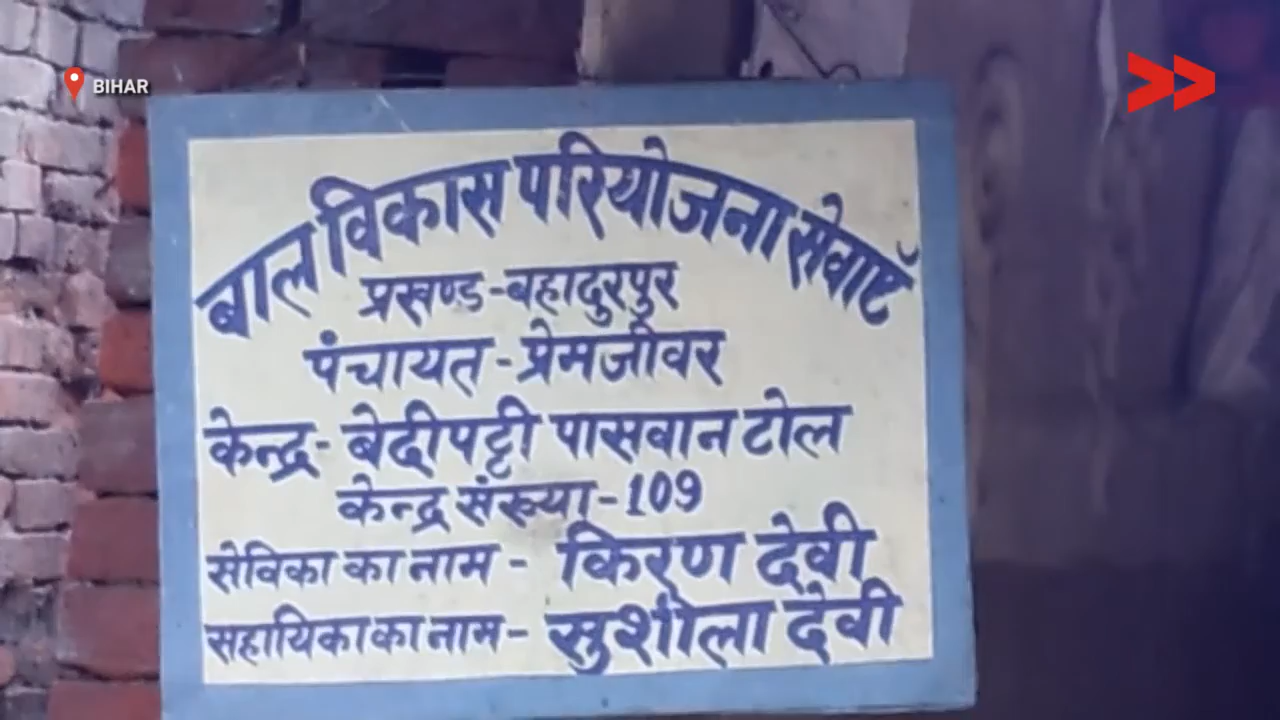 BIHAR
बाल विकास परियोजना सेवाएँ
प्रखण्ड-बहादुरपुर
पंचायत-प्रेमजीवर
केन्द्र-बेदीपट्टी पासवान टोल
केन्द्र संख्या-109
सेविका का नाम - किरण देवी
सहायिका का नाम- सुशीला देवी